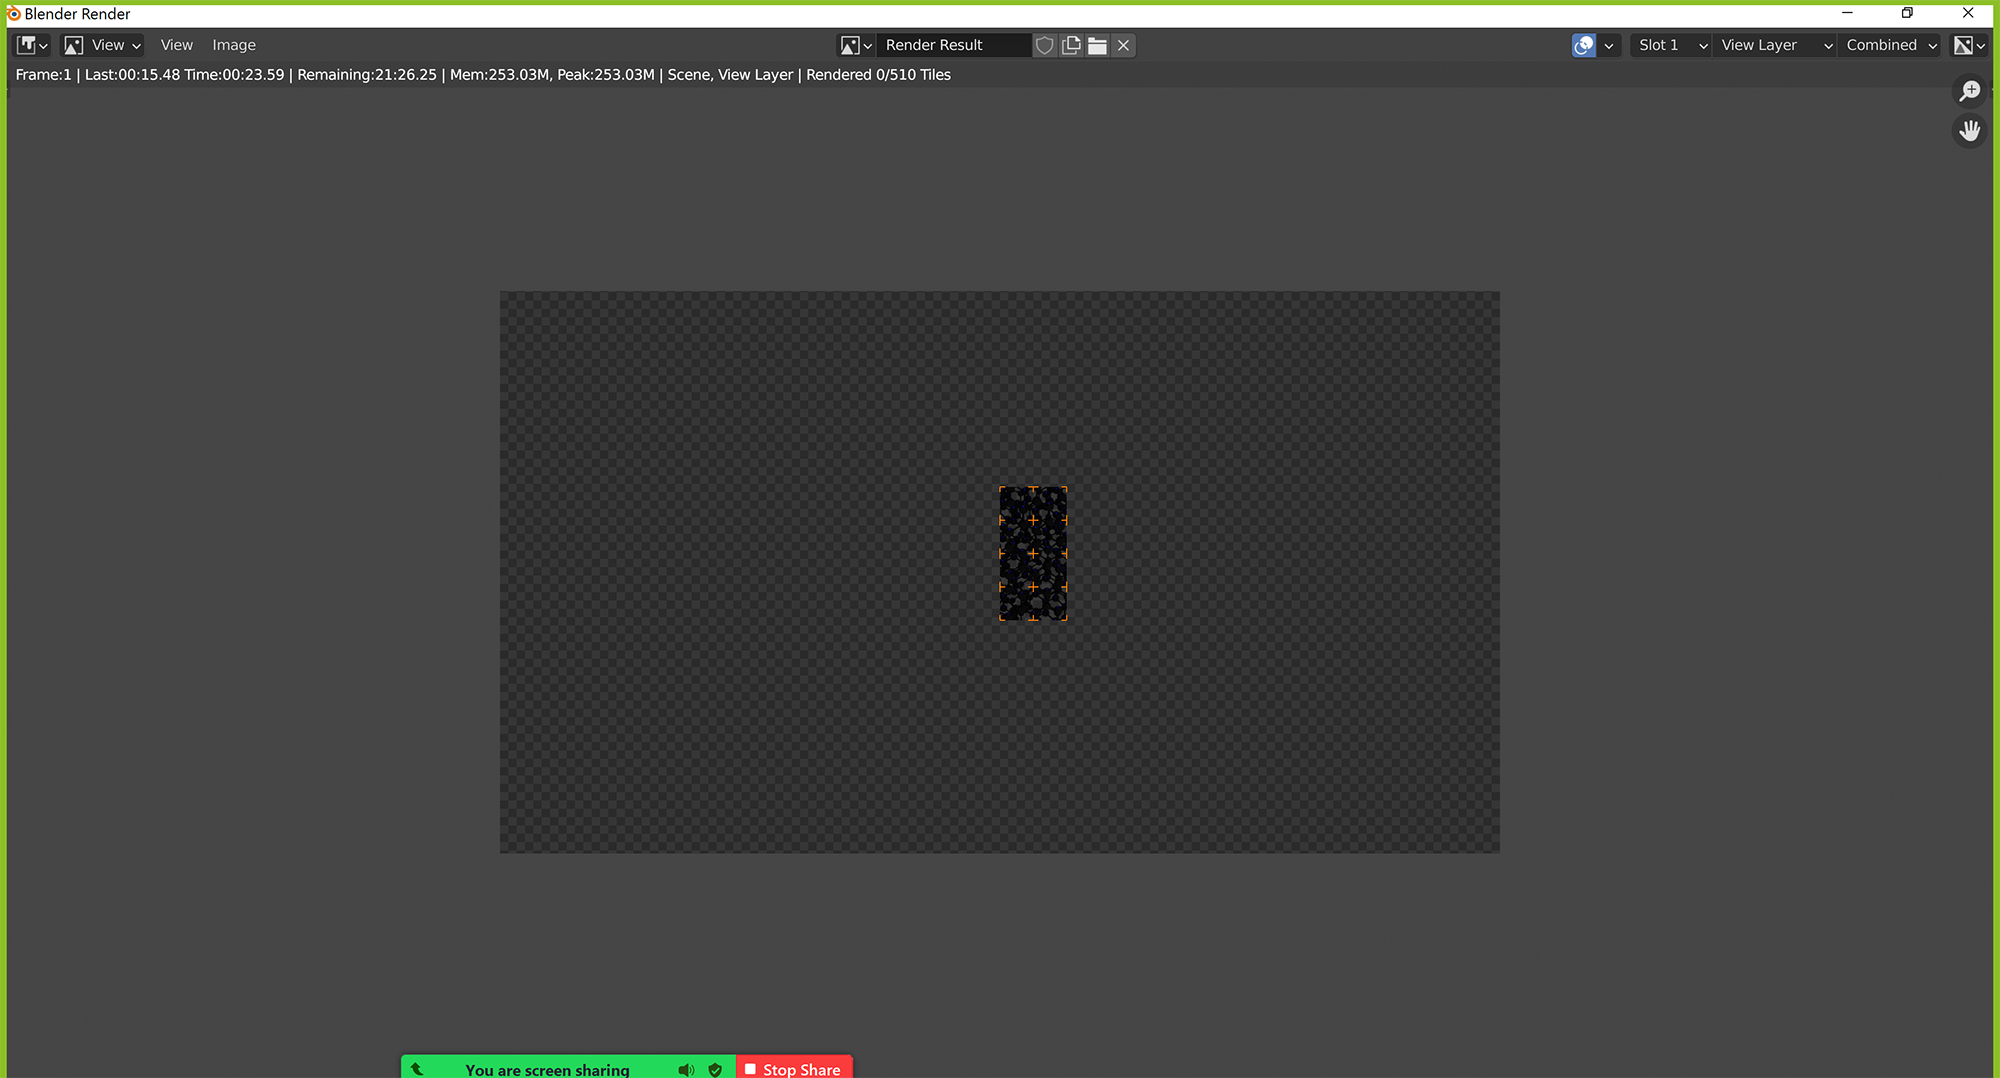 Blender Render
View View Image Render Result Slot 1 View Layer Combined
Frame:1 | Last:00:15.48 Time:00:23.59 | Remaining:21:26.25 | Mem:253.03M, Peak:253.03M | Scene, View Layer | Rendered 0/510 Tiles
You are screen sharing Stop Share